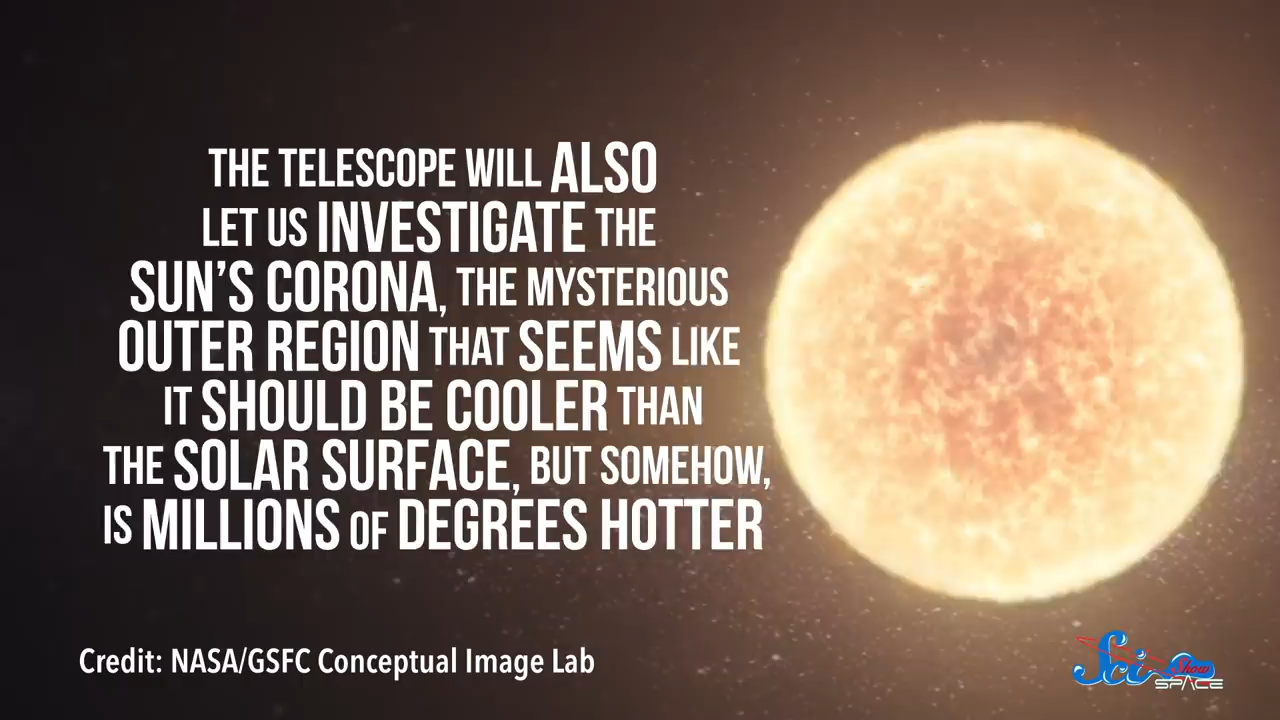 THE TELESCOPE WILL ALSO
LET US INVESTIGATE THE
SUN'S CORONA, THE MYSTERIOUS
OUTER REGION THAT SEEMS LIKE
IT SHOULD BE COOLER THAN
THE SOLAR SURFACE, BUT SOMEHOW,
IS MILLIONS OF DEGREES HOTTER
Credit: NASA/GSFC Conceptual Image Lab
Sci Show
SPACE